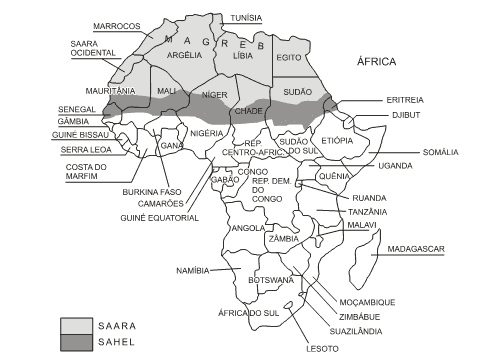 TUNÍSIA
MARROCOS
MAGREB
SAARA
OCIDENTAL
ARGÉLIA
LÍBIA
EGITO
ÁFRICA
MAURITÂNIA
MALI
NÍGER
SUDÃO
CHADE
ERITREIA
SENEGAL
DJIBUT
GÂMBIA
GUINÉ BISSAU
NIGÉRIA
ETIÓPIA
SERRA LEOA
GANA
REP.
CENTRO-AFRIC.
SUDÃO
DO SUL
SOMÁLIA
COSTA DO
MARFIM
UGANDA
CONGO
QUÊNIA
GABÃO
REP. DEM.
DO
CONGO
BURKINA FASO
CAMARÕES
RUANDA
GUINÉ EQUATORIAL
TANZÂNIA
MALAVI
ANGOLA
ZÂMBIA
MADAGASCAR
NAMÍBIA
BOTSWANA
MOÇAMBIQUE
ZIMBÁBUE
ÁFRICA DO SUL
SUAZILÂNDIA
LESOTO
SAARA
SAHEL